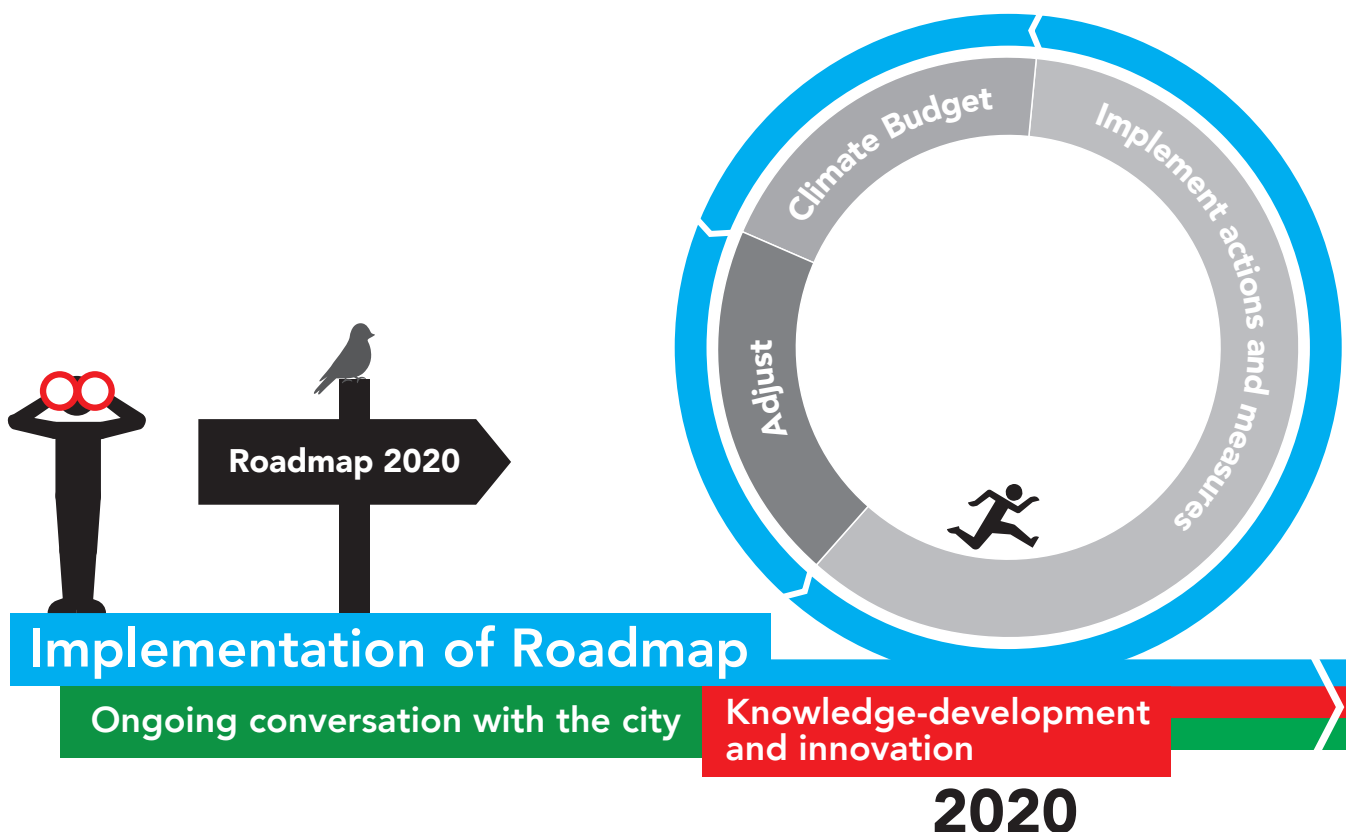 Climate Budget
Implement actions and measures
Adjust
Roadmap 2020
Implementation of Roadmap
Ongoing conversation with the city
Knowledge-development
and innovation
2020